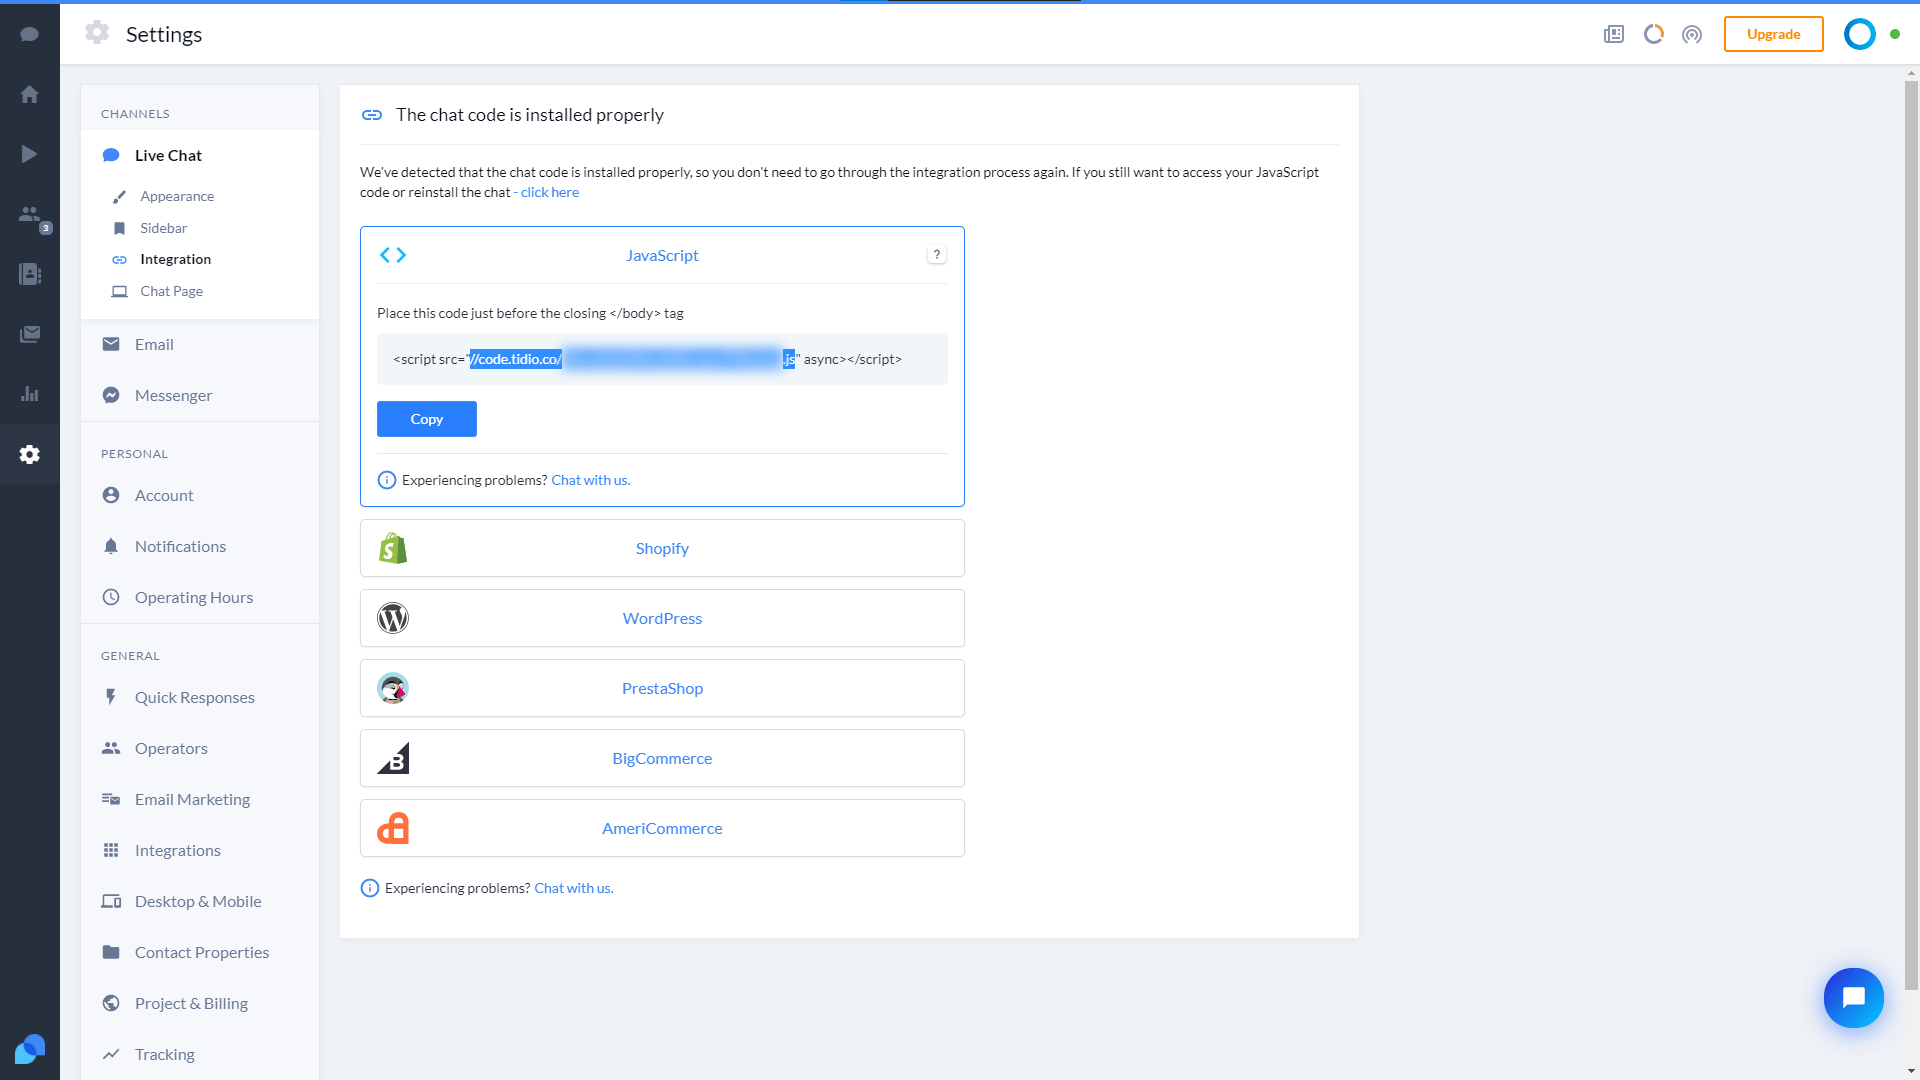 Settings
Upgrade
3
CHANNELS
Live Chat
Appearance
Sidebar
Integration
Chat Page
Email
Messenger
PERSONAL
Account
Notifications
Operating Hours
GENERAL
Quick Responses
Operators
Email Marketing
Integrations
Desktop & Mobile
Contact Properties
Project & Billing
Tracking
The chat code is installed properly
We've detected that the chat code is installed properly, so you don't need to go through the integration process again. If you still want to access your JavaScript
code or reinstall the chat - click here
JavaScript
?
Place this code just before the closing </body> tag
<script src="//code.tidio.co/ .js" async></script>
Copy
Experiencing problems? Chat with us.
Shopify
WordPress
PrestaShop
BigCommerce
AmeriCommerce
Experiencing problems? Chat with us.